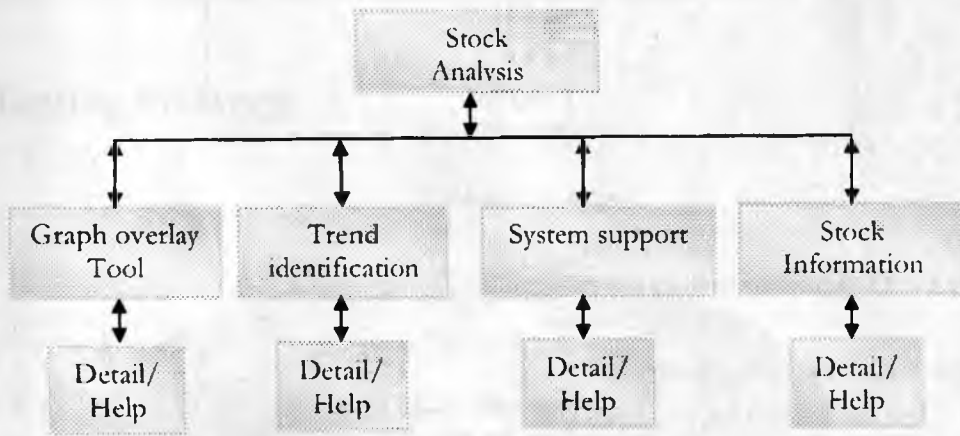 Stock
Analysis
Graph overlay
Tool
Trend
identification
System support
Stock
Information
Detail/
Help
Detail/
Help
Detail/
Help
Detail/
Help